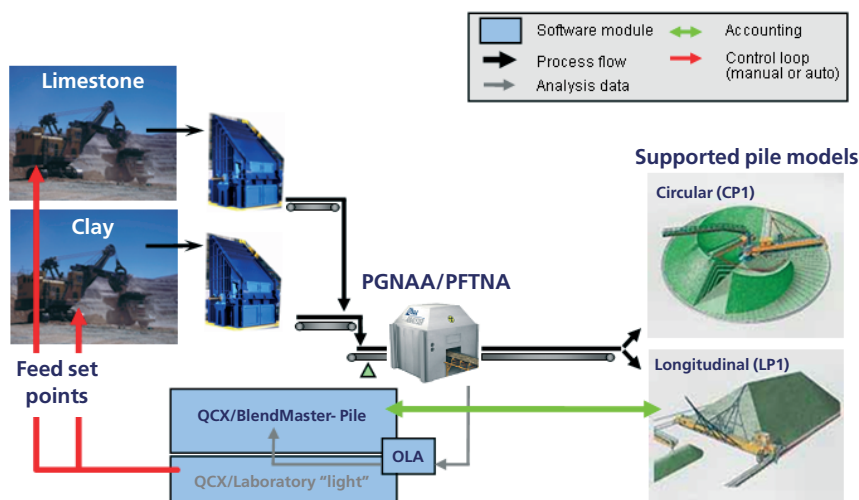 Software module
Accounting
Process flow
Control loop
(manual or auto)
Analysis data
Limestone
Clay
Supported pile models
Circular (CP1)
PGNAA/PFTNA
Longitudinal (LP1)
Feed set
points
QCX/BlendMaster- Pile
OLA
QCX/Laboratory "light"